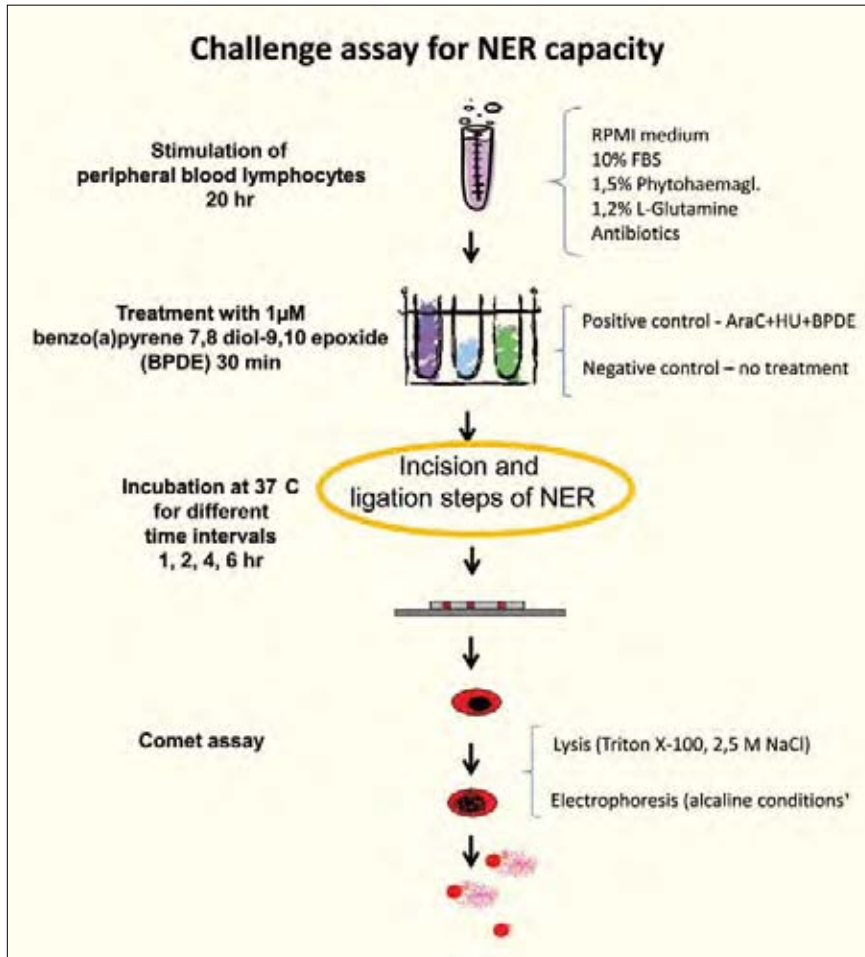 Challenge assay for NER capacity
Stimulation of
peripheral blood lymphocytes
20 hr
RPMI medium
10% FBS
1,5% Phytohaemagl.
1,2% L-Glutamine
Antibiotics
Treatment with 1µM
benzo(a)pyrene 7,8 diol-9,10 epoxide
(BPDE) 30 min
Positive control - AraC+HU+BPDE
Negative control – no treatment
Incision and
ligation steps of NER
Incubation at 37 C
for different
time intervals
1, 2, 4, 6 hr
Comet assay
Lysis (Triton X-100, 2,5 M NaCl)
Electrophoresis (alcaline conditions'